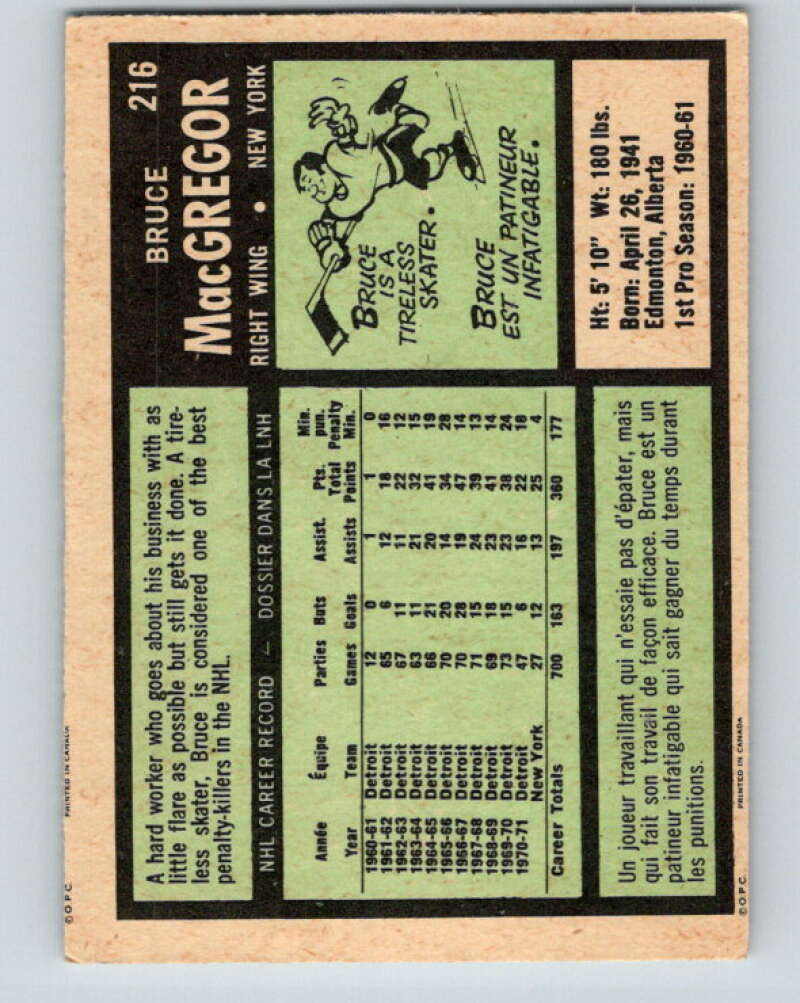 BRUCE 216
MacGREGOR
RIGHT WING • NEW YORK
A hard worker who goes about his business with as
little flare as possible but still gets it done. A tire-
less skater, Bruce is considered one of the best
penalty-killers in the NHL.
BRUCE
IS A
TIRELESS
SKATER.
BRUCE
EST UN PATINEUR
INFATIGABLE.
Ht: 5' 10" Wt: 180 lbs.
Born: April 26, 1941
Edmonton, Alberta
1st Pro Season: 1960-61
NHL CAREER RECORD — DOSSIER DANS LA LNH
Année Équipe Parties Buts Assist. Pts. Total Min. pun.
Year Team Games Goals Assists Points Penalty Min.
1960-61 Detroit 12 0 1 1 0
1961-62 Detroit 65 6 12 18 16
1962-63 Detroit 67 11 11 22 12
1963-64 Detroit 63 11 21 32 15
1964-65 Detroit 66 21 20 41 19
1965-66 Detroit 70 20 14 34 28
1966-67 Detroit 70 28 19 47 14
1967-68 Detroit 71 15 24 39 13
1968-69 Detroit 69 18 23 41 14
1969-70 Detroit 73 15 23 38 24
1970-71 Detroit 47 6 16 22 18
New York 27 12 13 25 4
Career Totals 700 163 197 360 177
Un joueur travaillant qui n'essaie pas d'épater, mais
qui fait son travail de façon efficace. Bruce est un
patineur infatigable qui sait gagner du temps durant
les punitions.
© O.P.C. PRINTED IN CANADA
© O.P.C. PRINTED IN CANADA